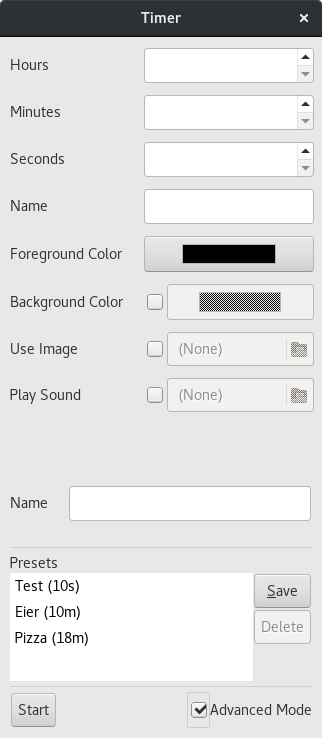 Timer
Hours
Minutes
Seconds
Name
Foreground Color
Background Color
Use Image (None)
Play Sound (None)
Name
Presets
Test (10s)
Eier (10m)
Pizza (18m)
Save
Delete
Start
Advanced Mode